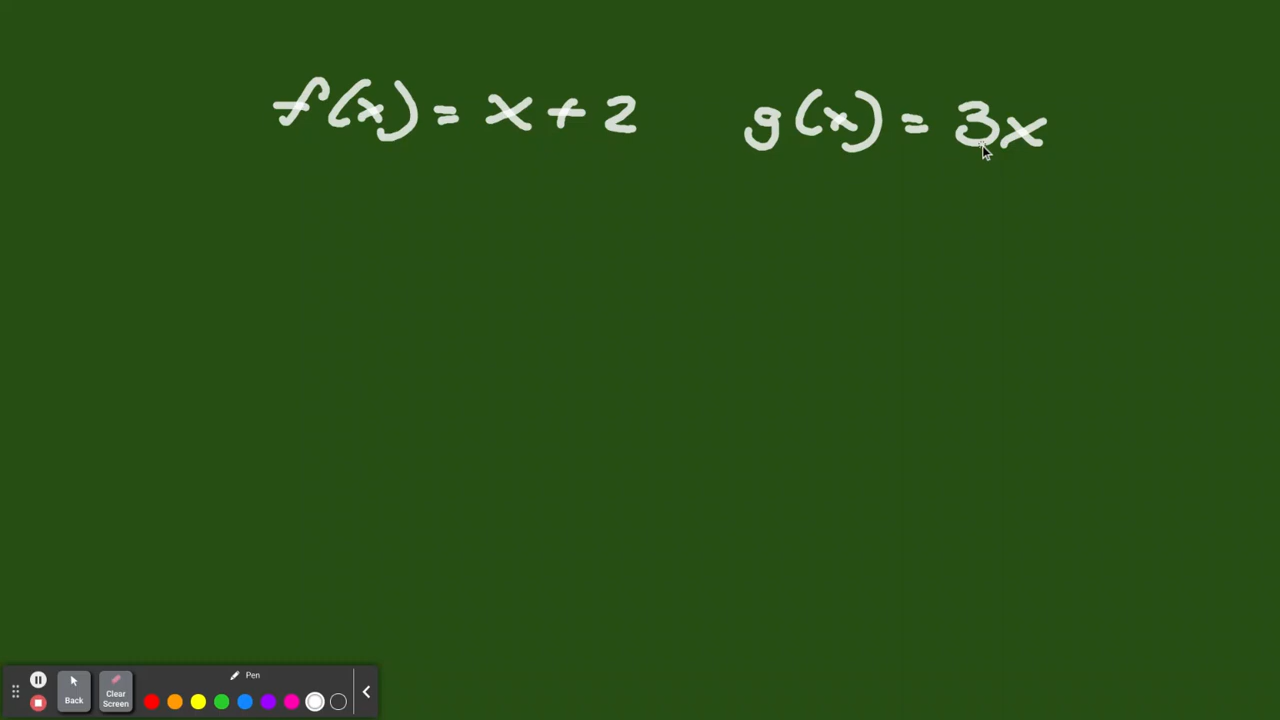 f(x) = x + 2 g(x) = 3x
Pen
Back
Clear
Screen